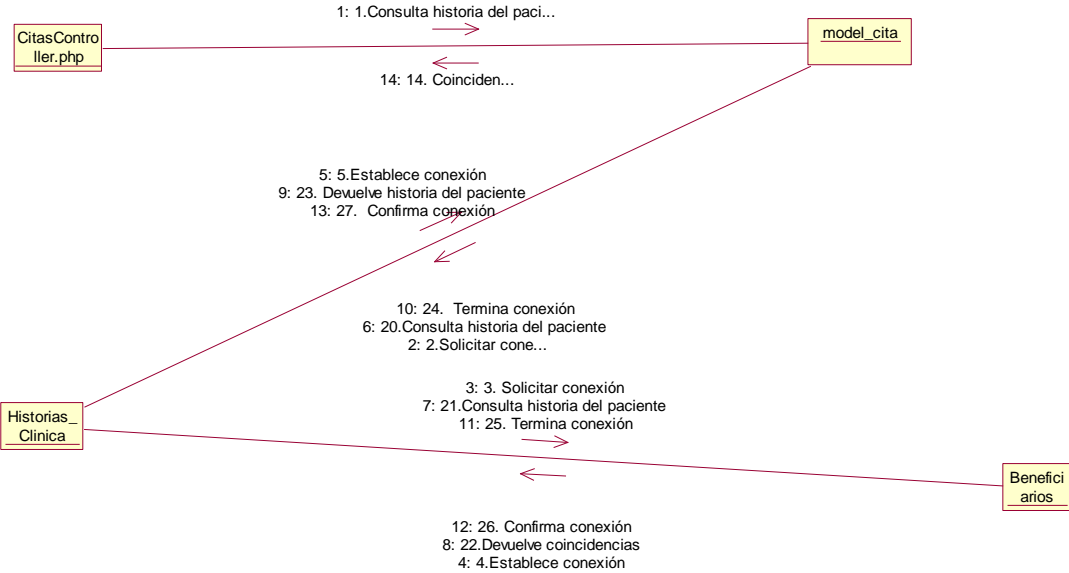 1: 1.Consulta historia del paci...
CitasContro
ller.php
model_cita
14: 14. Coinciden...
5: 5.Establece conexión
9: 23. Devuelve historia del paciente
13: 27.  Confirma conexión
10: 24.  Termina conexión
6: 20.Consulta historia del paciente
2: 2.Solicitar cone...
3: 3. Solicitar conexión
7: 21.Consulta historia del paciente
11: 25. Termina conexión
Historias_
Clinica
Benefici
arios
12: 26. Confirma conexión
8: 22.Devuelve coincidencias
4: 4.Establece conexión